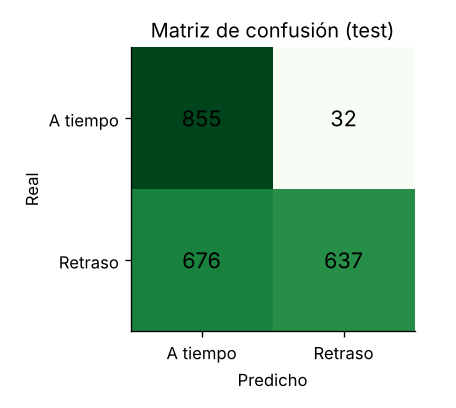 Matriz de confusión (test)
A tiempo
855
32
Real
Retraso
676
637
A tiempo
Retraso
Predicho